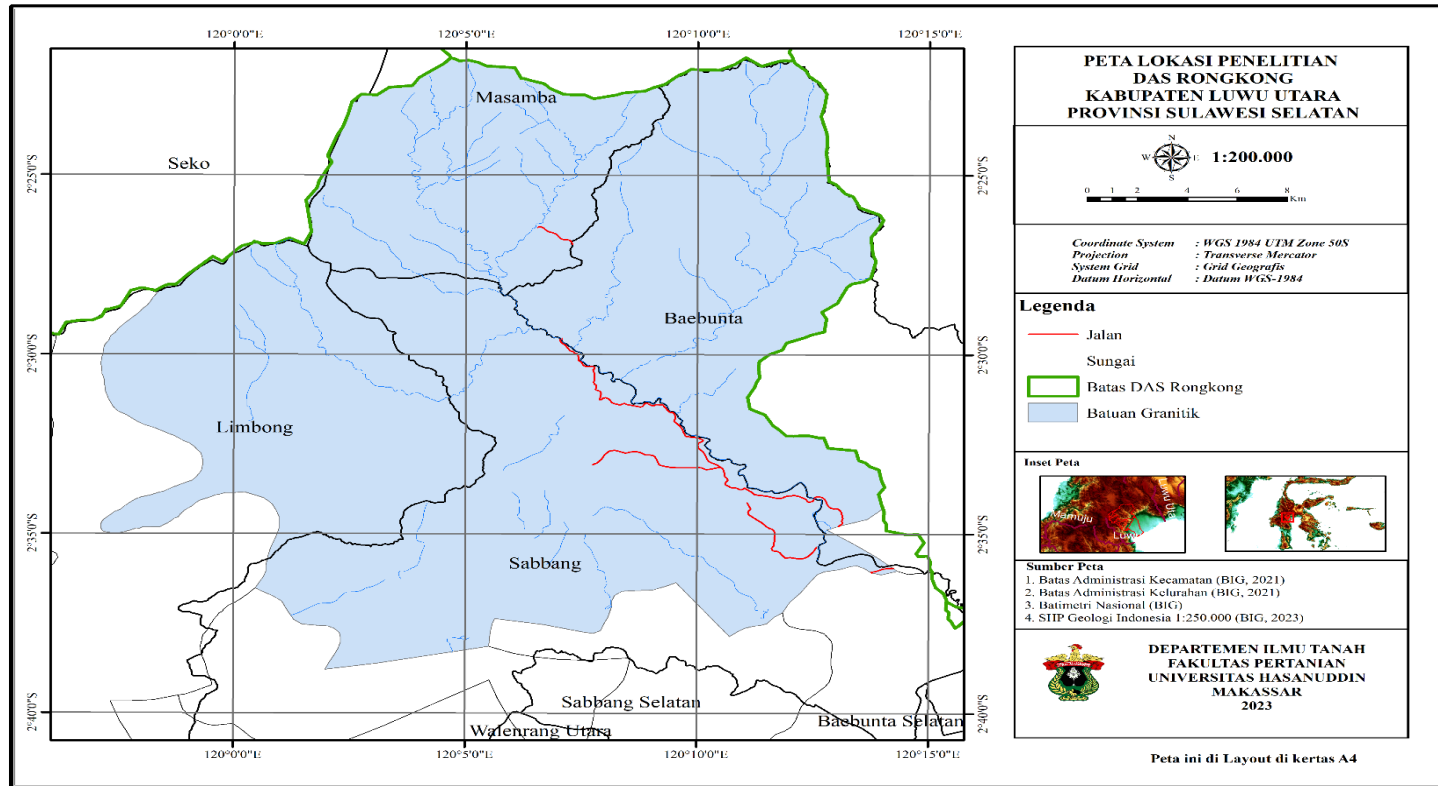 120°0'0"E
120°5'0"E
120°10'0"E
120°15'0"E
Masamba
Seko
2°25'0"S
2°25'0"S
Baebunta
2°30'0"S
2°30'0"S
Limbong
2°35'0"S
2°35'0"S
Sabbang
Sabbang Selatan
2°40'0"S
2°40'0"S
Baebunta Selatan
Walenrang Utara
120°0'0"E
120°5'0"E
120°10'0"E
120°15'0"E
PETA LOKASI PENELITIAN
DAS RONGKONG
KABUPATEN LUWU UTARA
PROVINSI SULAWESI SELATAN
N
W E
S
1:200.000
0 1 2 4 6 8
Km
Coordinate System : WGS 1984 UTM Zone 50S
Projection : Transverse Mercator
System Grid : Grid Geografis
Datum Horizontal : Datum WGS-1984
Legenda
Jalan
Sungai
Batas DAS Rongkong
Batuan Granitik
Inset Peta
Mamuju
Luwu
Sumber Peta
1. Batas Administrasi Kecamatan (BIG, 2021)
2. Batas Administrasi Kelurahan (BIG, 2021)
3. Batimetri Nasional (BIG)
4. SIIP Geologi Indonesia 1:250.000 (BIG, 2023)
DEPARTEMEN ILMU TANAH
FAKULTAS PERTANIAN
UNIVERSITAS HASANUDDIN
MAKASSAR
2023
Peta ini di Layout di kertas A4